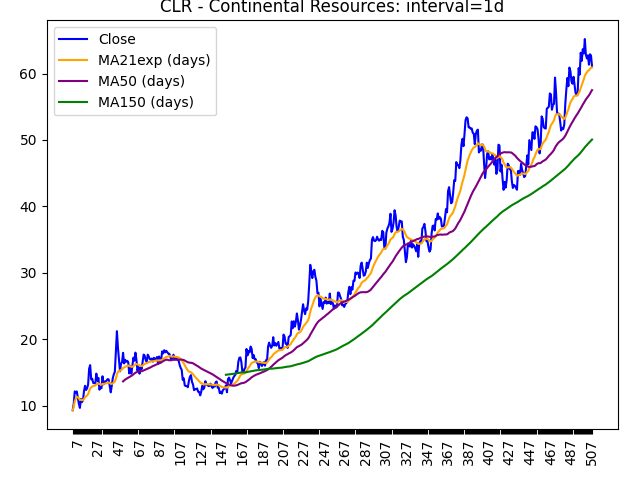 CLR - Continental Resources: interval=1d
Close
MA21exp (days)
MA50 (days)
MA150 (days)
60
50
40
30
20
10
7 27 47 67 87 107 127 147 167 187 207 227 247 267 287 307 327 347 367 387 407 427 447 467 487 507